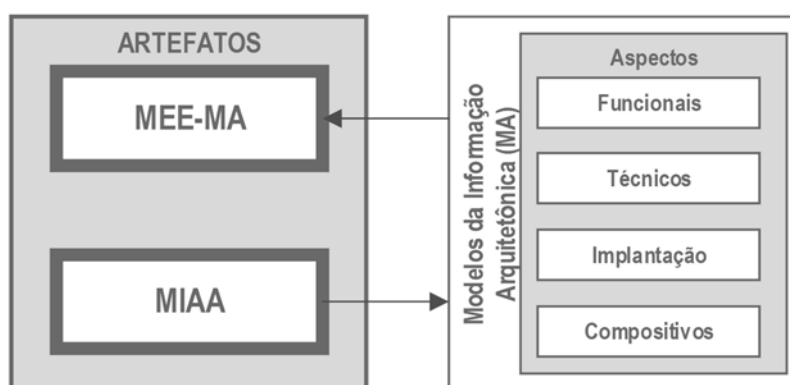 ARTEFATOS
MEE-MA
MIAA
Modelos da Informação
Arquitetônica (MA)
Aspectos
Funcionais
Técnicos
Implantação
Compositivos